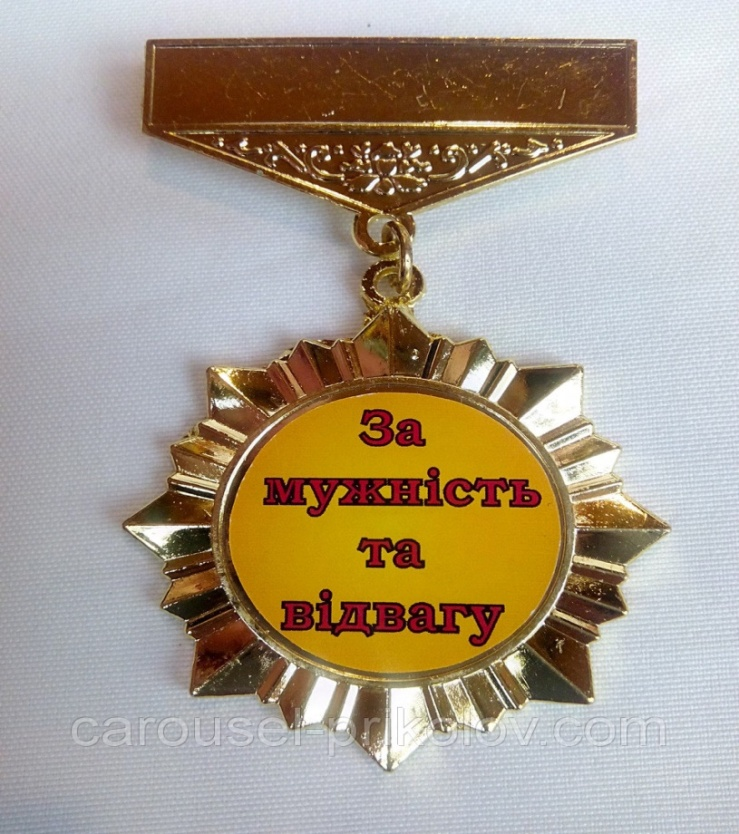 За
мужність
та
відвагу
carousel-prikolov.com